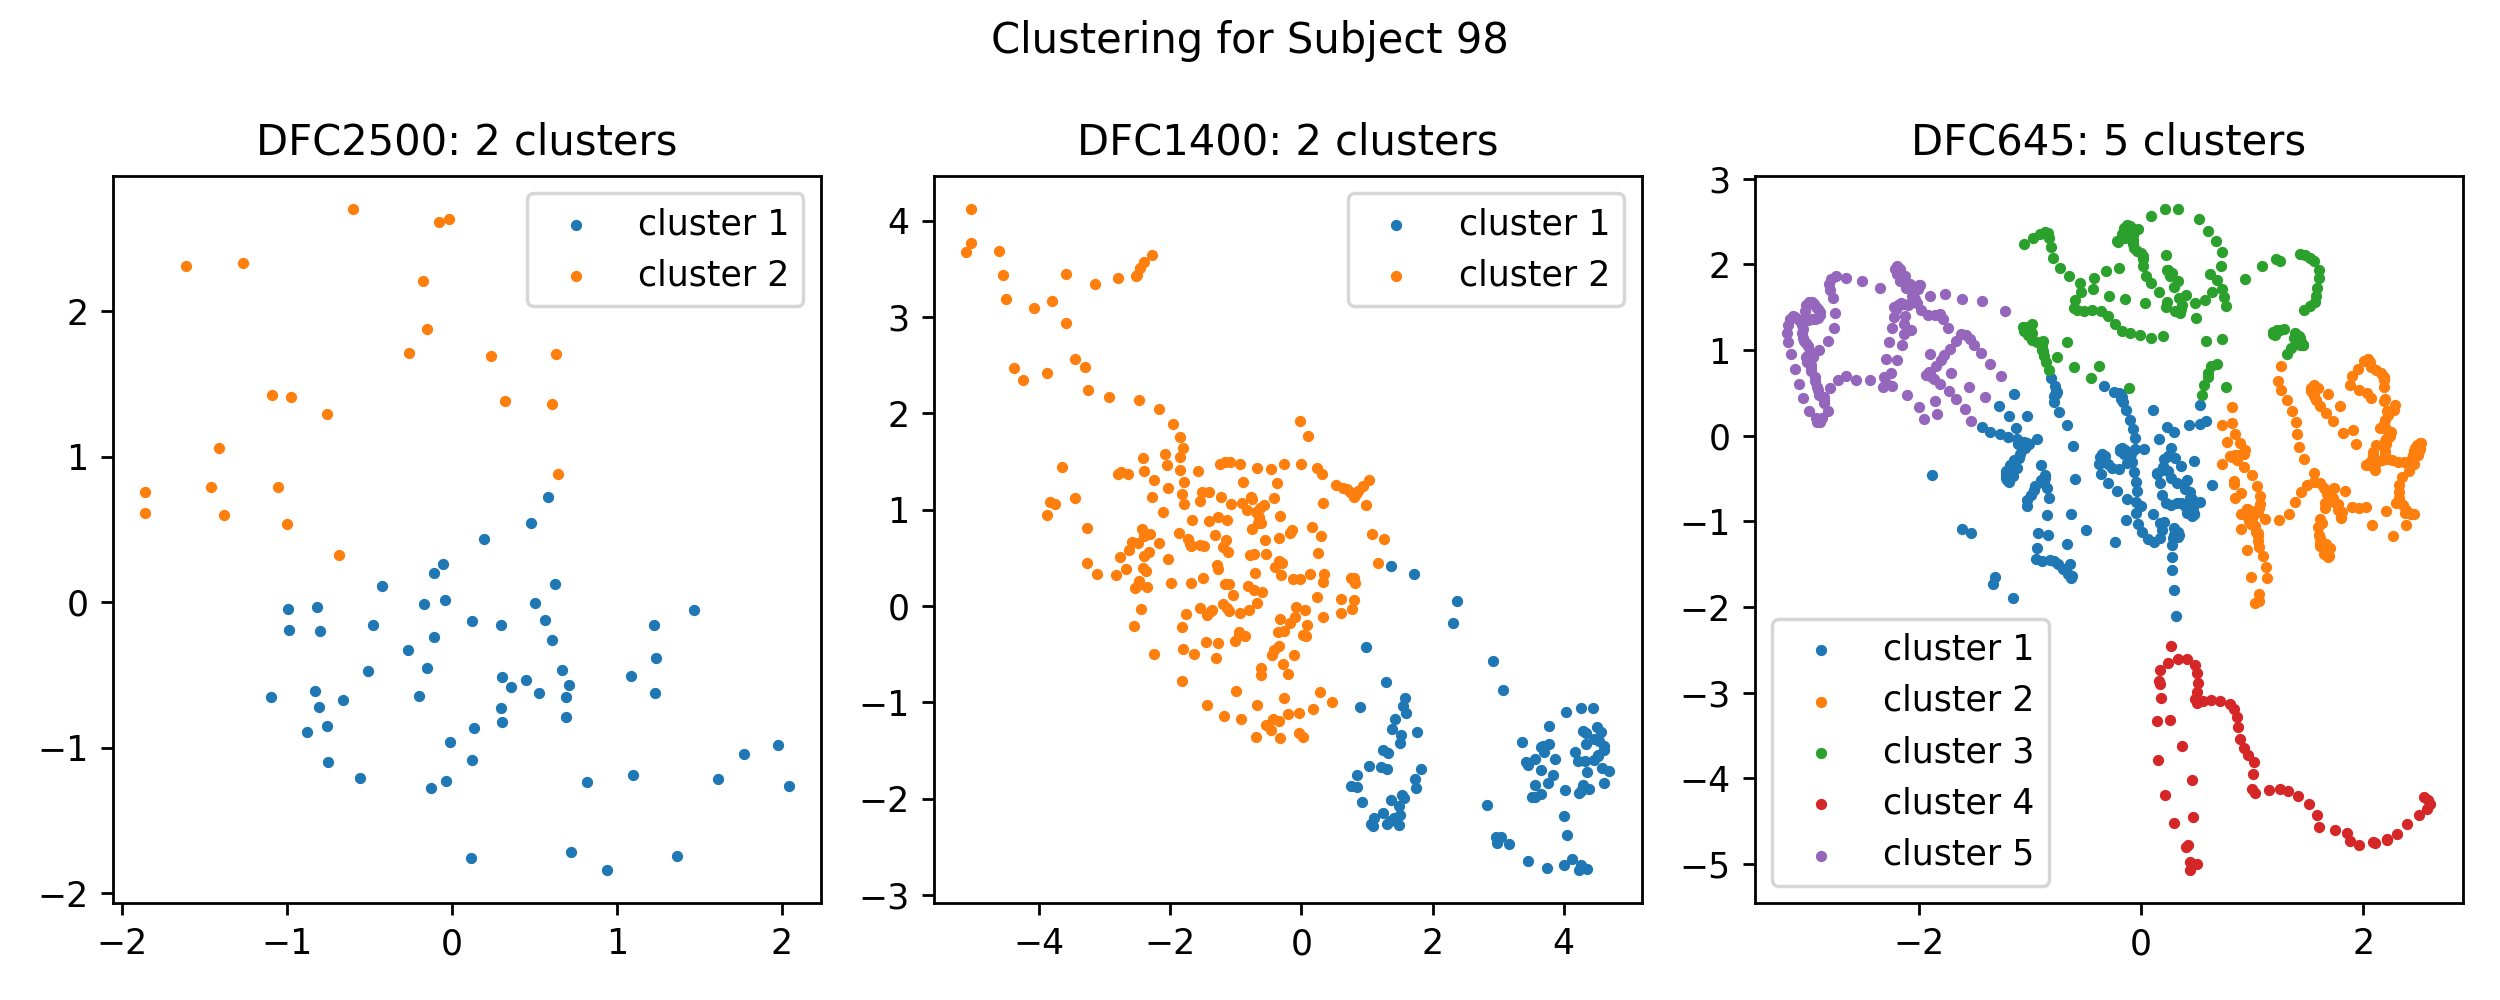 Clustering for Subject 98
DFC2500: 2 clusters
cluster 1
cluster 2
2
1
0
−1
−2
−2
−1
0
1
2
DFC1400: 2 clusters
cluster 1
cluster 2
4
3
2
1
0
−1
−2
−3
−4
−2
0
2
4
DFC645: 5 clusters
3
2
1
0
−1
−2
−3
−4
−5
cluster 1
cluster 2
cluster 3
cluster 4
cluster 5
−2
0
2